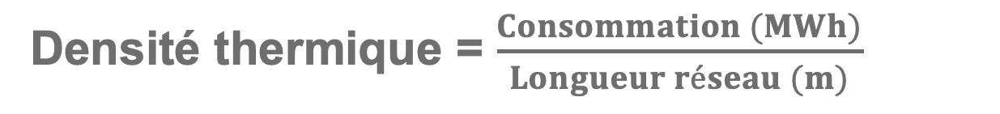 Densité thermique = Consommation (MWh)
Longueur réseau (m)